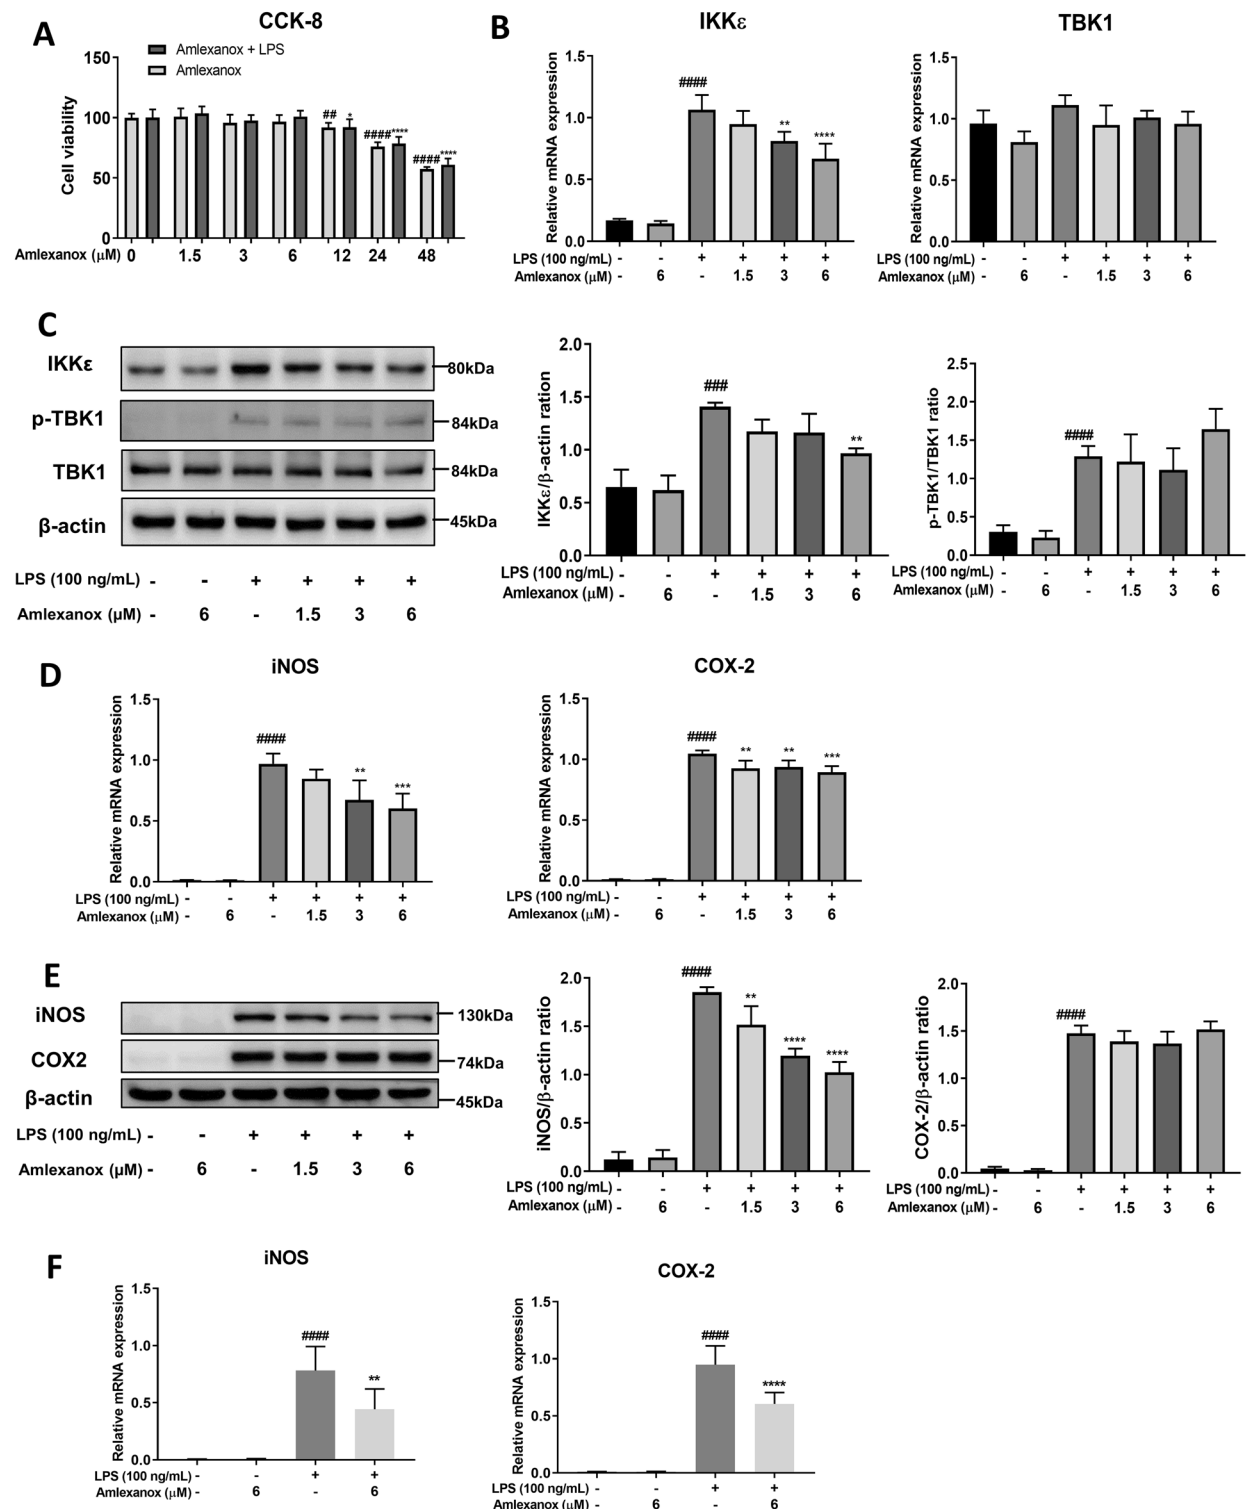 A
CCK-8
Amlexanox + LPS
Amlexanox
Cell viability
150
100
50
0
## * #### **** #### ****
Amlexanox (μM) 0 1.5 3 6 12 24 48
B
IKKε
Relative mRNA expression
1.5
1.0
0.5
0.0
#### ** ****
LPS (100 ng/mL) - - + + + +
Amlexanox (μM) - 6 - 1.5 3 6
TBK1
Relative mRNA expression
1.5
1.0
0.5
0.0
LPS (100 ng/mL) - - + + + +
Amlexanox (μM) - 6 - 1.5 3 6
C
IKKε 80kDa
p-TBK1 84kDa
TBK1 84kDa
β-actin 45kDa
LPS (100 ng/mL) - - + + + +
Amlexanox (μM) - 6 - 1.5 3 6
IKKε/β-actin ration
2.0
1.5
1.0
0.5
0.0
### **
LPS (100 ng/mL) - - + + + +
Amlexanox (μM) - 6 - 1.5 3 6
p-TBK1/TBK1 ratio
2.5
2.0
1.5
1.0
0.5
0.0
####
LPS (100 ng/mL) - - + + + +
Amlexanox (μM) - 6 - 1.5 3 6
D
iNOS
Relative mRNA expression
1.5
1.0
0.5
0.0
#### ** ***
LPS (100 ng/mL) - - + + + +
Amlexanox (μM) - 6 - 1.5 3 6
COX-2
Relative mRNA expression
1.5
1.0
0.5
0.0
#### ** ** ***
LPS (100 ng/mL) - - + + + +
Amlexanox (μM) - 6 - 1.5 3 6
E
iNOS 130kDa
COX2 74kDa
β-actin 45kDa
LPS (100 ng/mL) - - + + + +
Amlexanox (μM) - 6 - 1.5 3 6
iNOS/β-actin ratio
2.0
1.5
1.0
0.5
0.0
#### ** **** ****
LPS (100 ng/mL) - - + + + +
Amlexanox (μM) - 6 - 1.5 3 6
COX-2/β-actin ratio
2.0
1.5
1.0
0.5
0.0
####
LPS (100 ng/mL) - - + + + +
Amlexanox (μM) - 6 - 1.5 3 6
F
iNOS
Relative mRNA expression
1.5
1.0
0.5
0.0
#### **
LPS (100 ng/mL) - - + +
Amlexanox (μM) - 6 - 6
COX-2
Relative mRNA expression
1.5
1.0
0.5
0.0
#### ****
LPS (100 ng/mL) - - + +
Amlexanox (μM) - 6 - 6